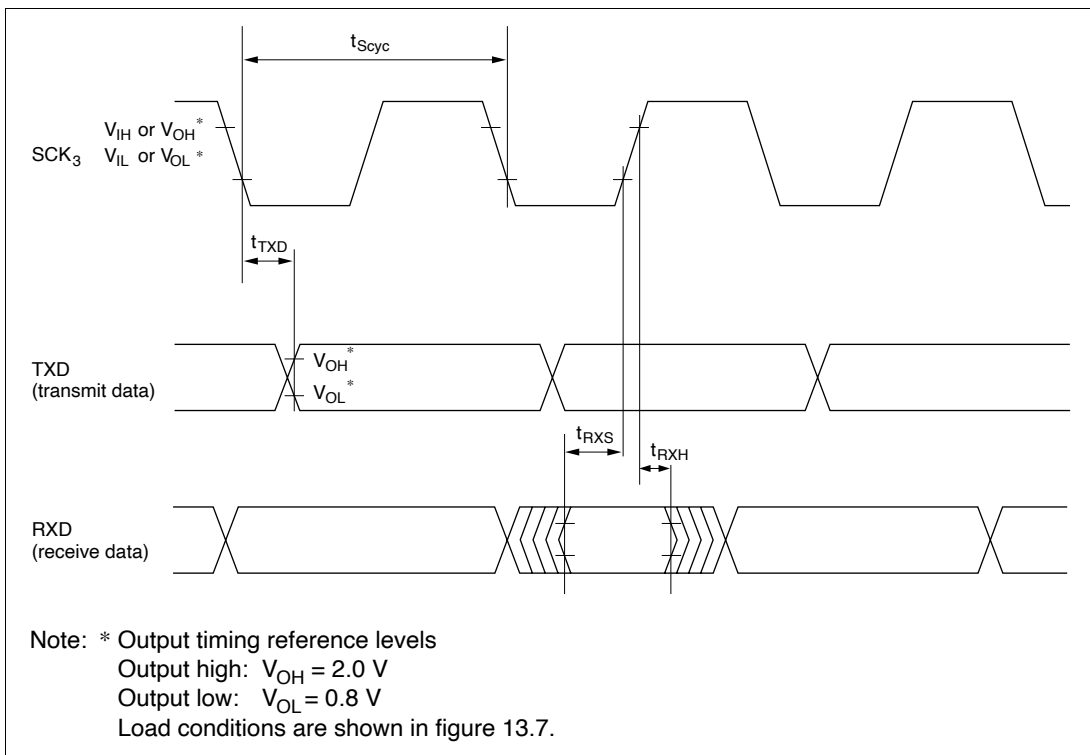 tScyc
VIH or VOH*
SCK3 VIL or VOL*
tTXD
TXD
(transmit data)
VOH*
VOL*
tRXS
tRXH
RXD
(receive data)
Note: * Output timing reference levels
Output high: VOH = 2.0 V
Output low: VOL = 0.8 V
Load conditions are shown in figure 13.7.